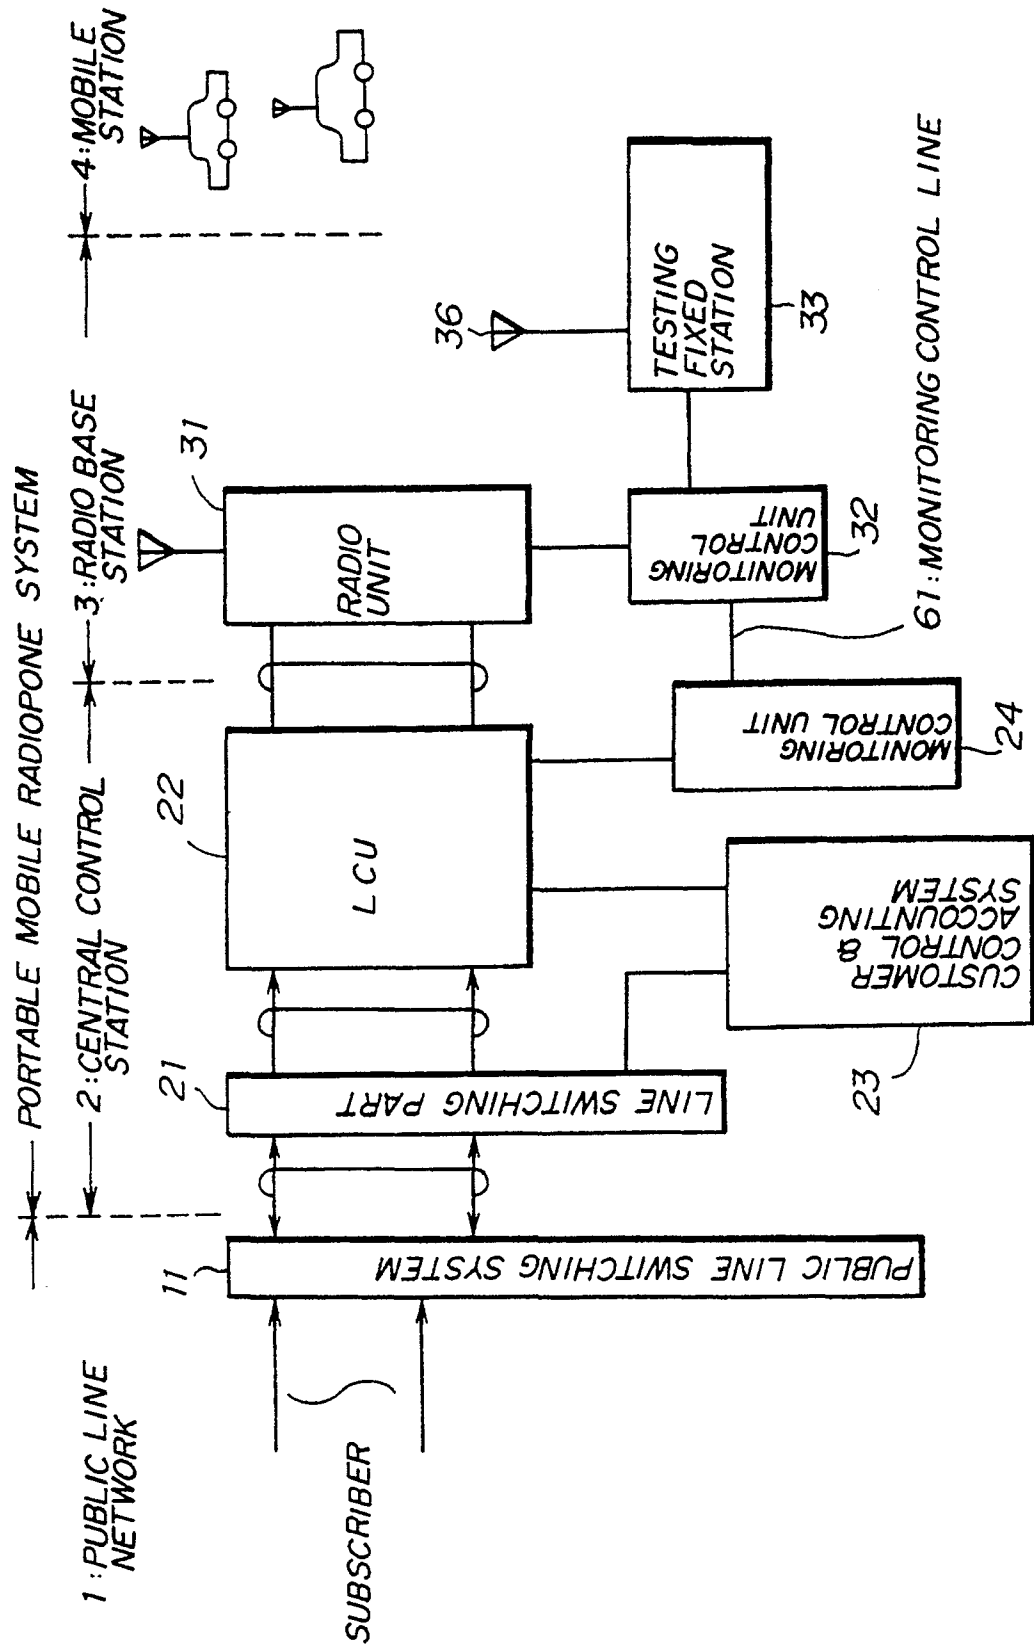 PORTABLE MOBILE RADIOPONE SYSTEM
1:PUBLIC LINE
NETWORK
2:CENTRAL CONTROL
STATION
3:RADIO BASE
STATION
4:MOBILE
STATION
SUBSCRIBER
11
PUBLIC LINE SWITCHING SYSTEM
21
LINE SWITCHING PART
22
LCU
31
RADIO
UNIT
36
23
CUSTOMER
CONTROL &
ACCOUNTING
SYSTEM
24
MONITORING
CONTROL UNIT
32
MONITORING
CONTROL
UNIT
TESTING
FIXED
STATION
33
61:MONITORING CONTROL LINE